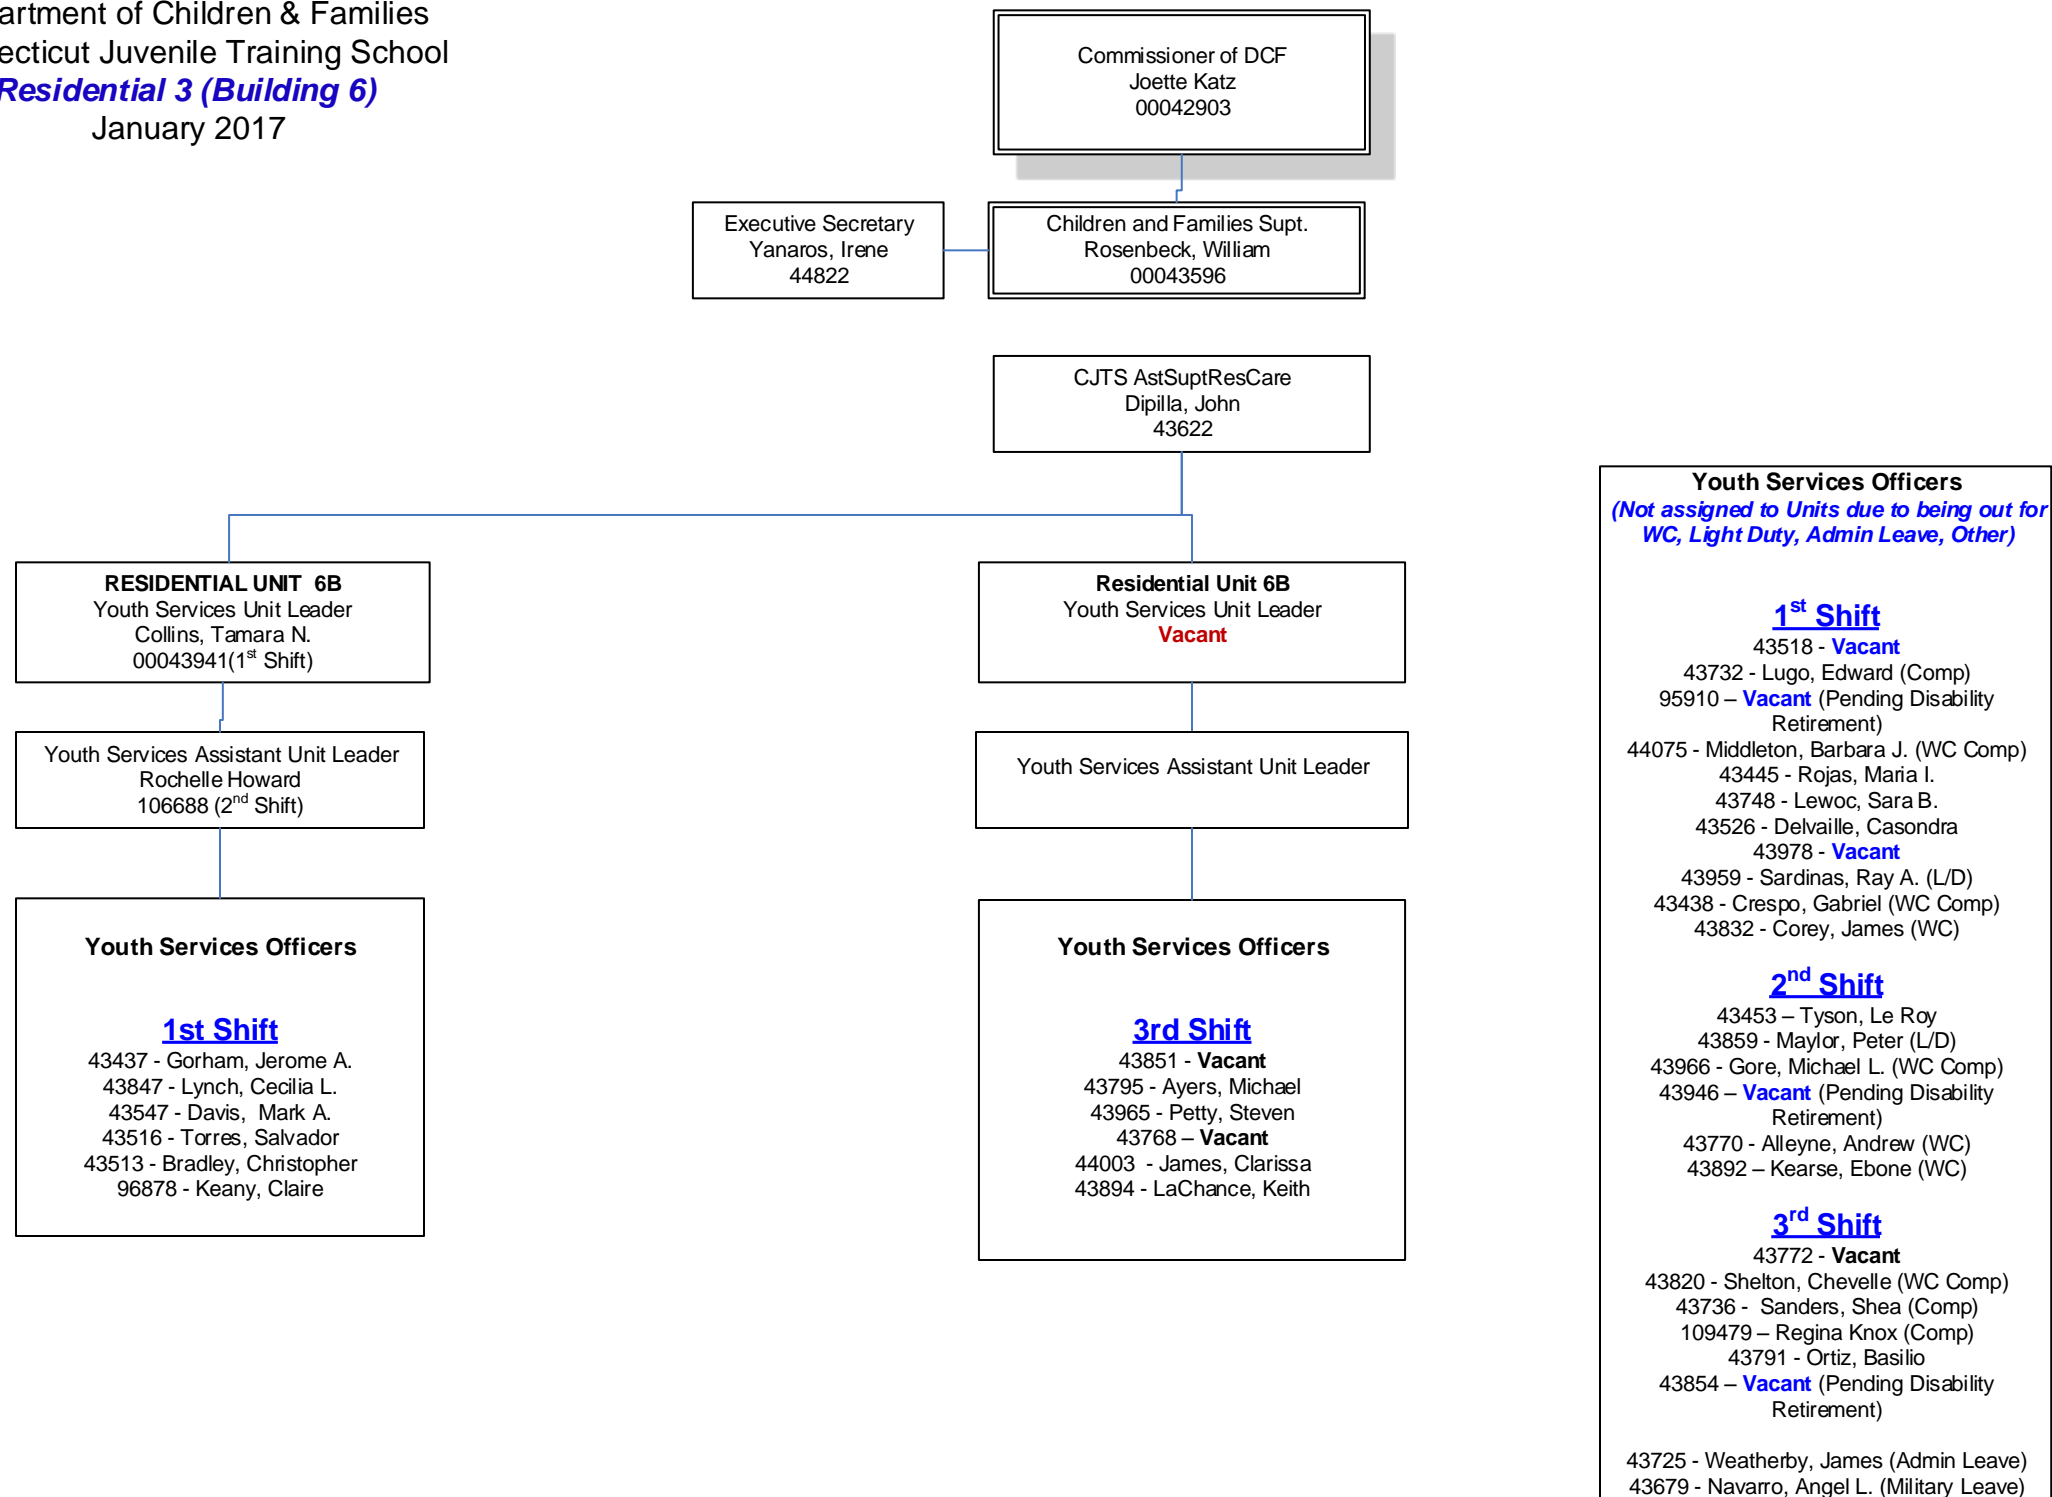 artment of Children & Families
ecticut Juvenile Training School
Residential 3 (Building 6)
January 2017
Commissioner of DCF
Joette Katz
00042903
Executive Secretary
Yanaros, Irene
44822
Children and Families Supt.
Rosenbeck, William
00043596
CJTS AstSuptResCare
Dipilla, John
43622
RESIDENTIAL UNIT 6B
Youth Services Unit Leader
Collins, Tamara N.
00043941(1st Shift)
Residential Unit 6B
Youth Services Unit Leader
Vacant
Youth Services Assistant Unit Leader
Rochelle Howard
106688 (2nd Shift)
Youth Services Assistant Unit Leader
Youth Services Officers
1st Shift
43437 - Gorham, Jerome A.
43847 - Lynch, Cecilia L.
43547 - Davis, Mark A.
43516 - Torres, Salvador
43513 - Bradley, Christopher
96878 - Keany, Claire
Youth Services Officers
3rd Shift
43851 - Vacant
43795 - Ayers, Michael
43965 - Petty, Steven
43768 – Vacant
44003 - James, Clarissa
43894 - LaChance, Keith
Youth Services Officers
(Not assigned to Units due to being out for
WC, Light Duty, Admin Leave, Other)
1st Shift
43518 - Vacant
43732 - Lugo, Edward (Comp)
95910 – Vacant (Pending Disability
Retirement)
44075 - Middleton, Barbara J. (WC Comp)
43445 - Rojas, Maria I.
43748 - Lewoc, Sara B.
43526 - Delvaille, Casondra
43978 - Vacant
43959 - Sardinas, Ray A. (L/D)
43438 - Crespo, Gabriel (WC Comp)
43832 - Corey, James (WC)
2nd Shift
43453 – Tyson, Le Roy
43859 - Maylor, Peter (L/D)
43966 - Gore, Michael L. (WC Comp)
43946 – Vacant (Pending Disability
Retirement)
43770 - Alleyne, Andrew (WC)
43892 – Kearse, Ebone (WC)
3rd Shift
43772 - Vacant
43820 - Shelton, Chevelle (WC Comp)
43736 - Sanders, Shea (Comp)
109479 – Regina Knox (Comp)
43791 - Ortiz, Basilio
43854 – Vacant (Pending Disability
Retirement)
43725 - Weatherby, James (Admin Leave)
43679 - Navarro, Angel L. (Military Leave)